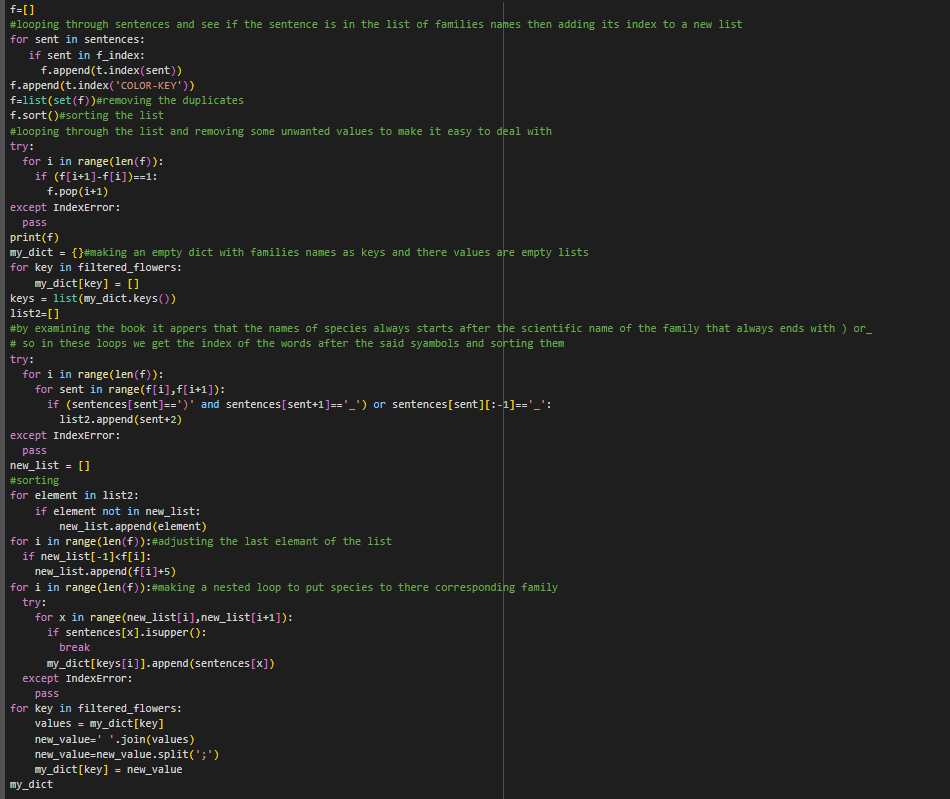 f=[]
#looping through sentences and see if the sentence is in the list of families names then adding its index to a new list
for sent in sentences:
   if sent in f_index:
     f.append(t.index(sent))
f.append(t.index('COLOR-KEY'))
f=list(set(f))#removing the duplicates
f.sort()#sorting the list
#looping through the list and removing some unwanted values to make it easy to deal with
try:
  for i in range(len(f)):
    if (f[i+1]-f[i])==1:
      f.pop(i+1)
except IndexError:
  pass
print(f)
my_dict = {}#making an empty dict with families names as keys and there values are empty lists
for key in filtered_flowers:
    my_dict[key] = []
keys = list(my_dict.keys())
list2=[]
#by examining the book it appers that the names of species always starts after the scientific name of the family that always ends with ) or_
# so in these loops we get the index of the words after the said syambols and sorting them
try:
  for i in range(len(f)):
    for sent in range(f[i],f[i+1]):
      if (sentences[sent]==')' and sentences[sent+1]=='_') or sentences[sent][:-1]=='_':
        list2.append(sent+2)
except IndexError:
  pass
new_list = []
#sorting
for element in list2:
    if element not in new_list:
        new_list.append(element)
for i in range(len(f)):#adjusting the last elemant of the list
  if new_list[-1]<f[i]:
    new_list.append(f[i]+5)
for i in range(len(f)):#making a nested loop to put species to there corresponding family
  try:
    for x in range(new_list[i],new_list[i+1]):
      if sentences[x].isupper():
        break
      my_dict[keys[i]].append(sentences[x])
  except IndexError:
    pass
for key in filtered_flowers:
    values = my_dict[key]
    new_value=' '.join(values)
    new_value=new_value.split(';')
    my_dict[key] = new_value
my_dict